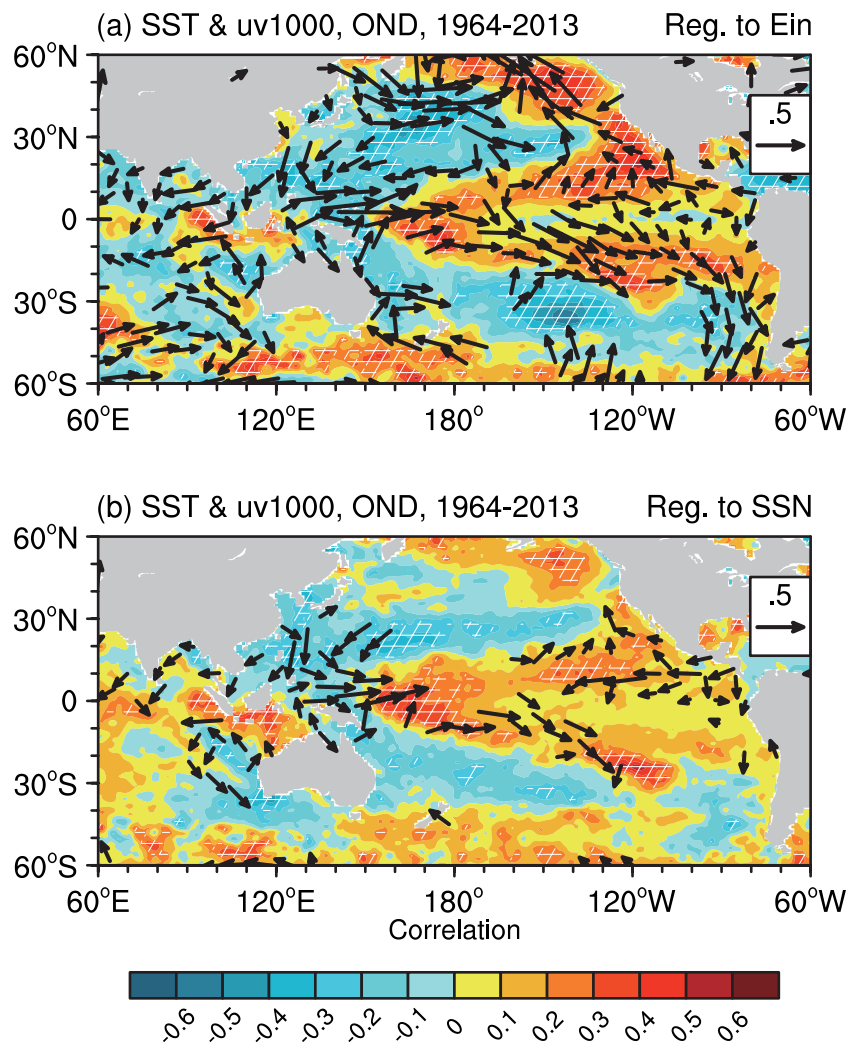 (a) SST & uv1000, OND, 1964-2013 Reg. to Ein
60°N
30°N
0
30°S
60°S
.5
60°E 120°E 180° 120°W 60°W
(b) SST & uv1000, OND, 1964-2013 Reg. to SSN
60°N
30°N
0
30°S
60°S
.5
60°E 120°E 180° 120°W 60°W
Correlation
-0.6 -0.5 -0.4 -0.3 -0.2 -0.1 0 0.1 0.2 0.3 0.4 0.5 0.6